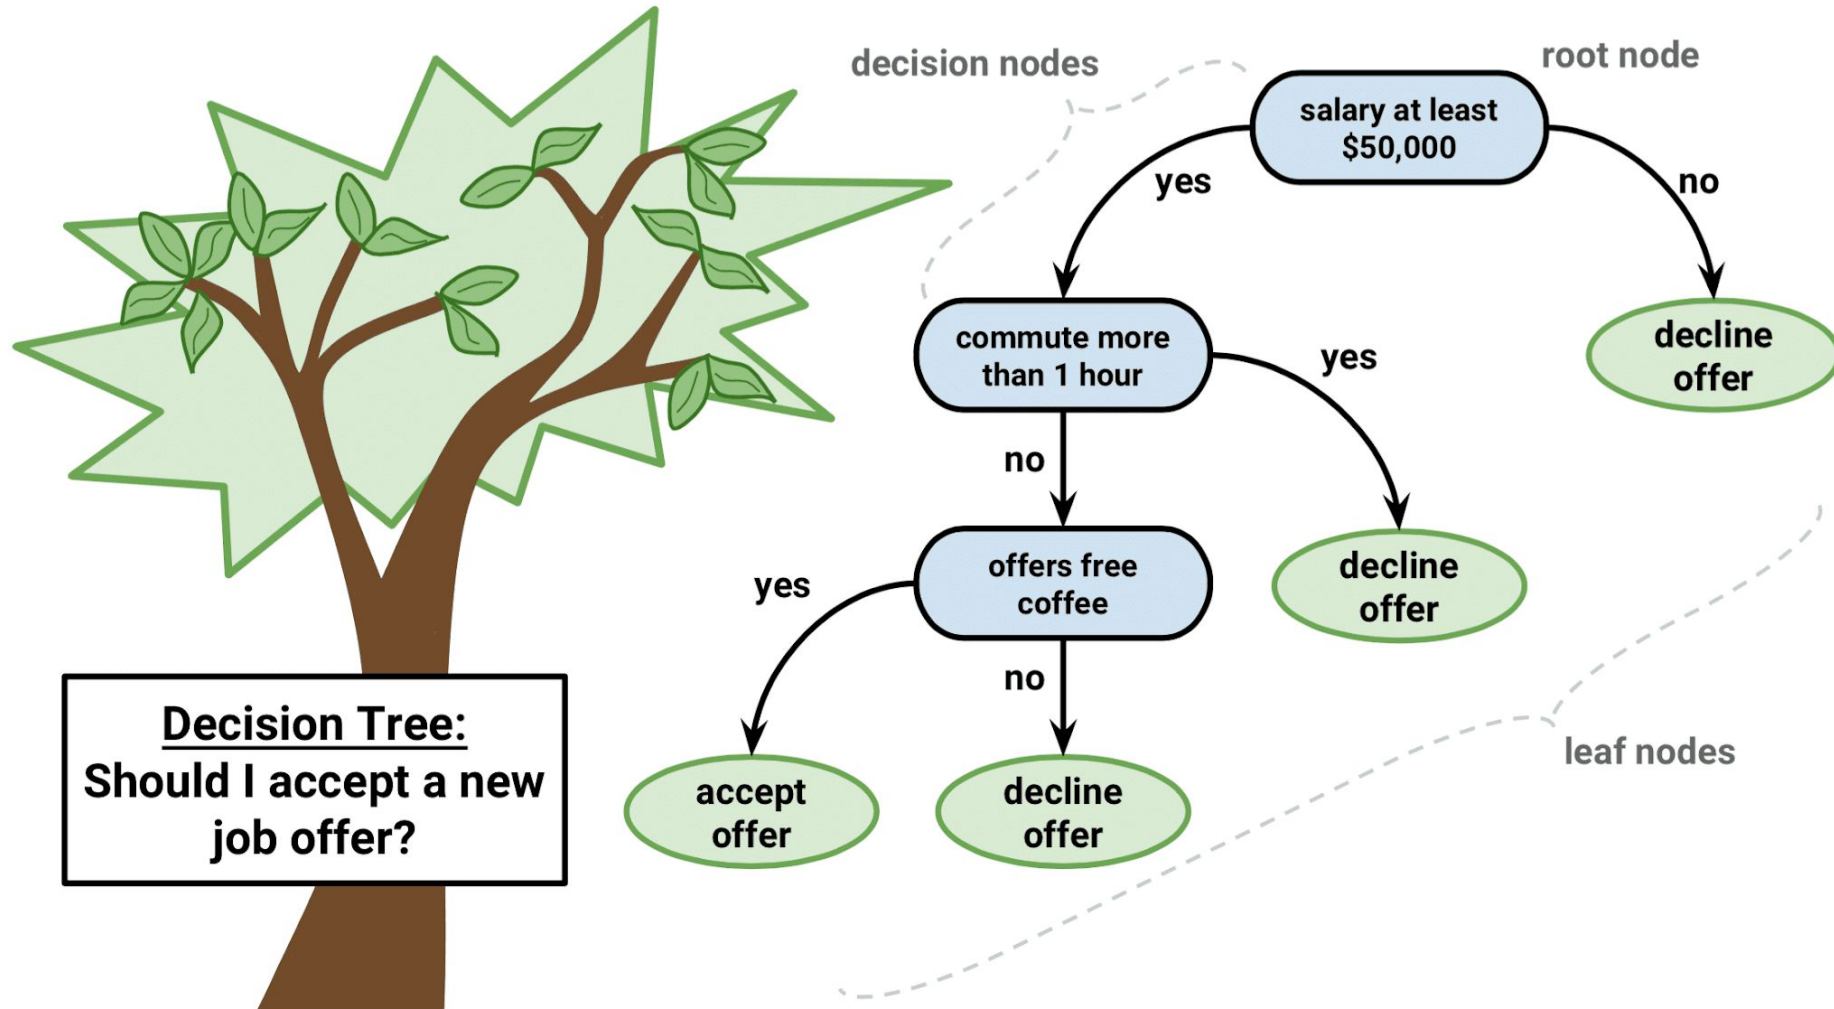 decision nodes
root node
salary at least
$50,000
yes
no
commute more
than 1 hour
yes
decline
offer
no
offers free
coffee
yes
decline
offer
no
accept
offer
decline
offer
leaf nodes
Decision Tree:
Should I accept a new
job offer?